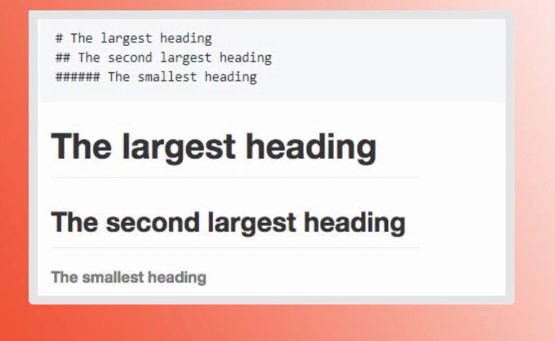 # The largest heading
## The second largest heading
###### The smallest heading
The largest heading
The second largest heading
The smallest heading